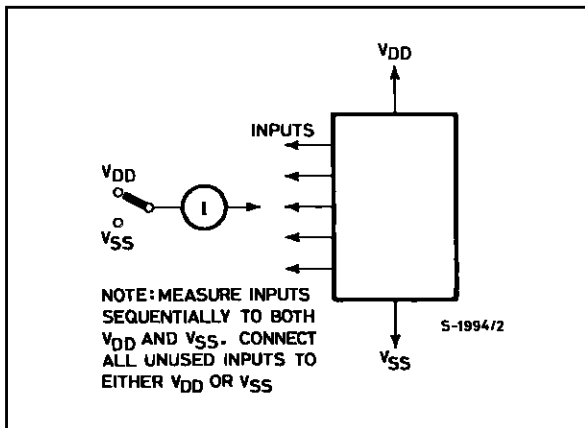 VDD
INPUTS
VDD
I
VSS
NOTE: MEASURE INPUTS
SEQUENTIALLY TO BOTH
VDD AND VSS. CONNECT
ALL UNUSED INPUTS TO
EITHER VDD OR VSS
S-1994/2
VSS